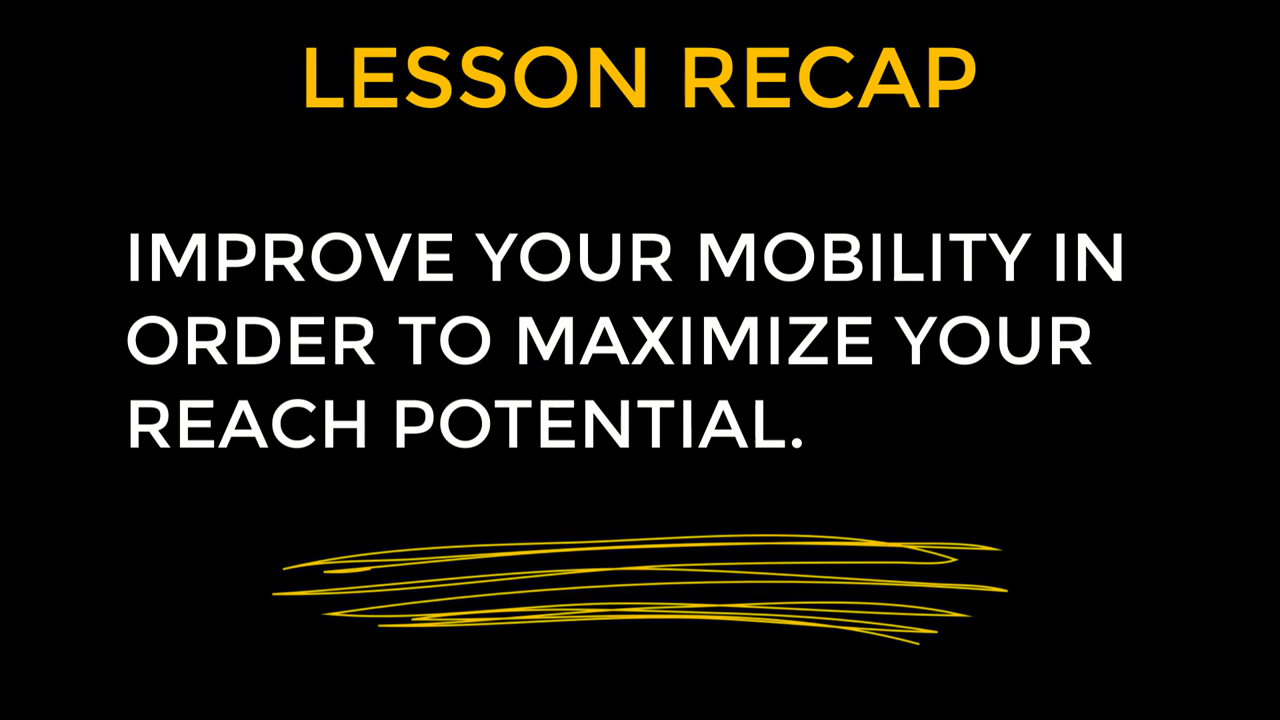 LESSON RECAP
IMPROVE YOUR MOBILITY IN
ORDER TO MAXIMIZE YOUR
REACH POTENTIAL.